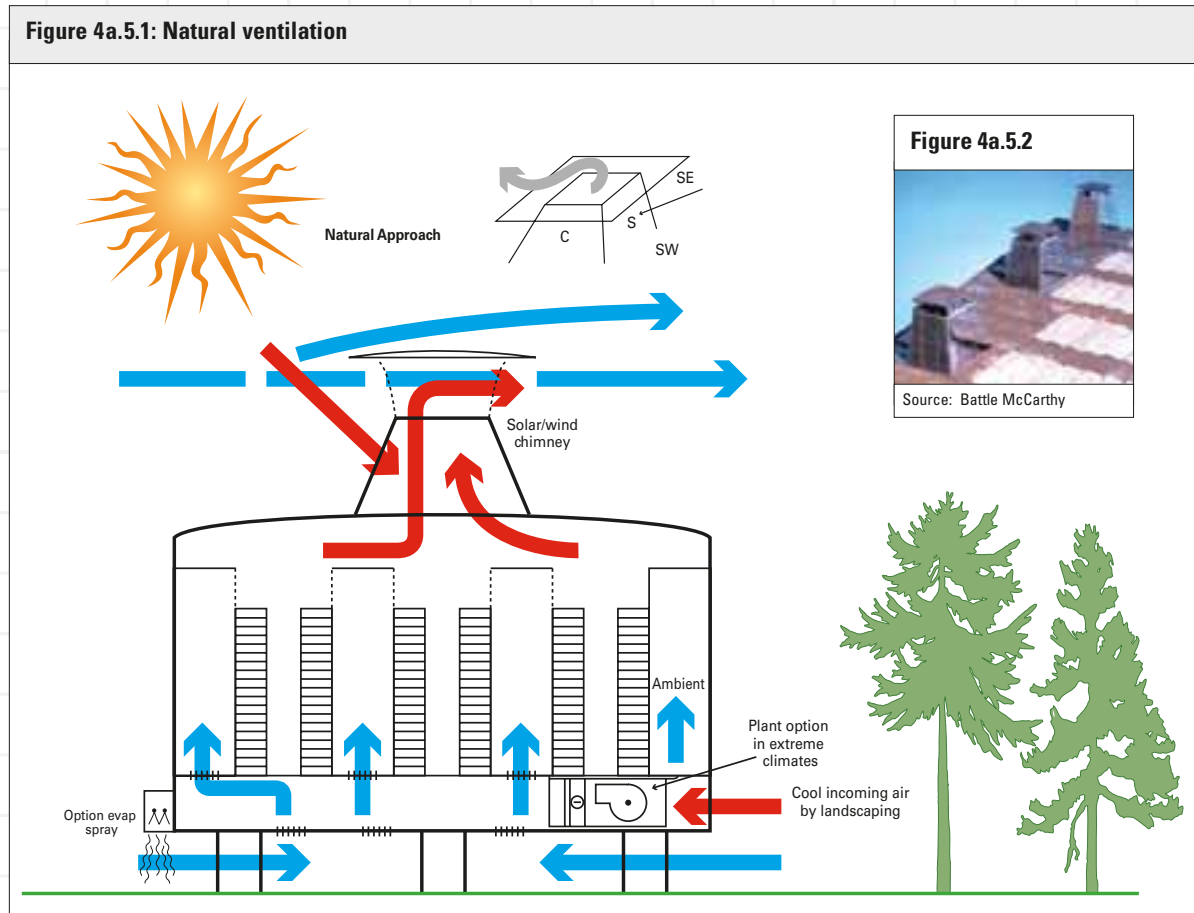 Figure 4a.5.1: Natural ventilation
Figure 4a.5.2
Natural Approach
SE
S
C
SW
Source: Battle McCarthy
Solar/wind
chimney
Ambient
Plant option
in extreme
climates
Cool incoming air
by landscaping
Option evap
spray